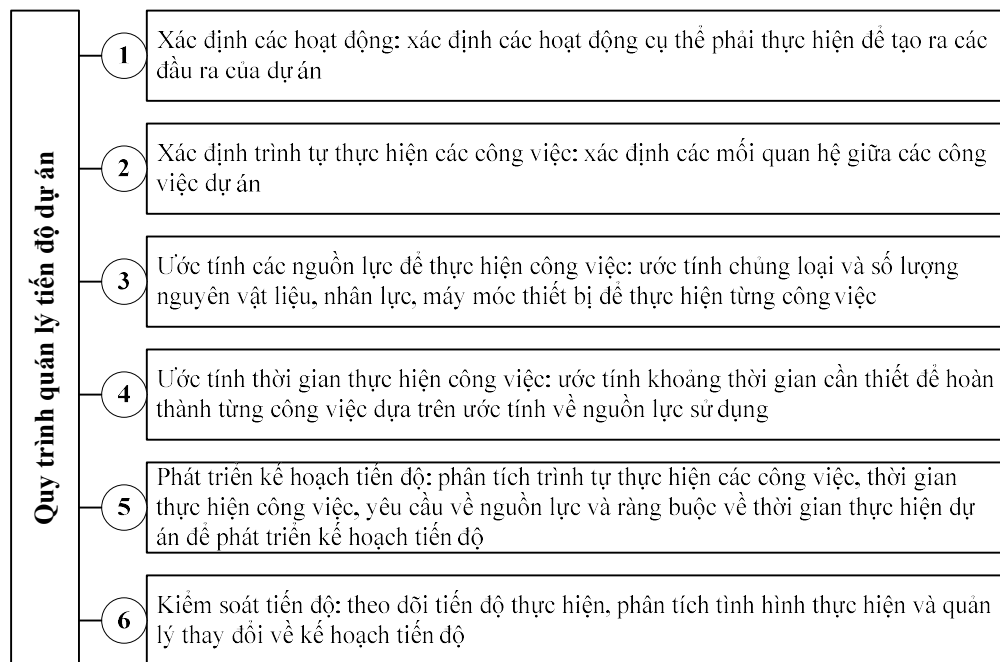 Quy trình quản lý tiến độ dự án
1
Xác định các hoạt động: xác định các hoạt động cụ thể phải thực hiện để tạo ra các
đầu ra của dự án
2
Xác định trình tự thực hiện các công việc: xác định các mối quan hệ giữa các công
việc dự án
3
Ước tính các nguồn lực để thực hiện công việc: ước tính chủng loại và số lượng
nguyên vật liệu, nhân lực, máy móc thiết bị để thực hiện từng công việc
4
Ước tính thời gian thực hiện công việc: ước tính khoảng thời gian cần thiết để hoàn
thành từng công việc dựa trên ước tính về nguồn lực sử dụng
5
Phát triển kế hoạch tiến độ: phân tích trình tự thực hiện các công việc, thời gian
thực hiện công việc, yêu cầu về nguồn lực và ràng buộc về thời gian thực hiện dự
án để phát triển kế hoạch tiến độ
6
Kiểm soát tiến độ: theo dõi tiến độ thực hiện, phân tích tình hình thực hiện và quản
lý thay đổi về kế hoạch tiến độ